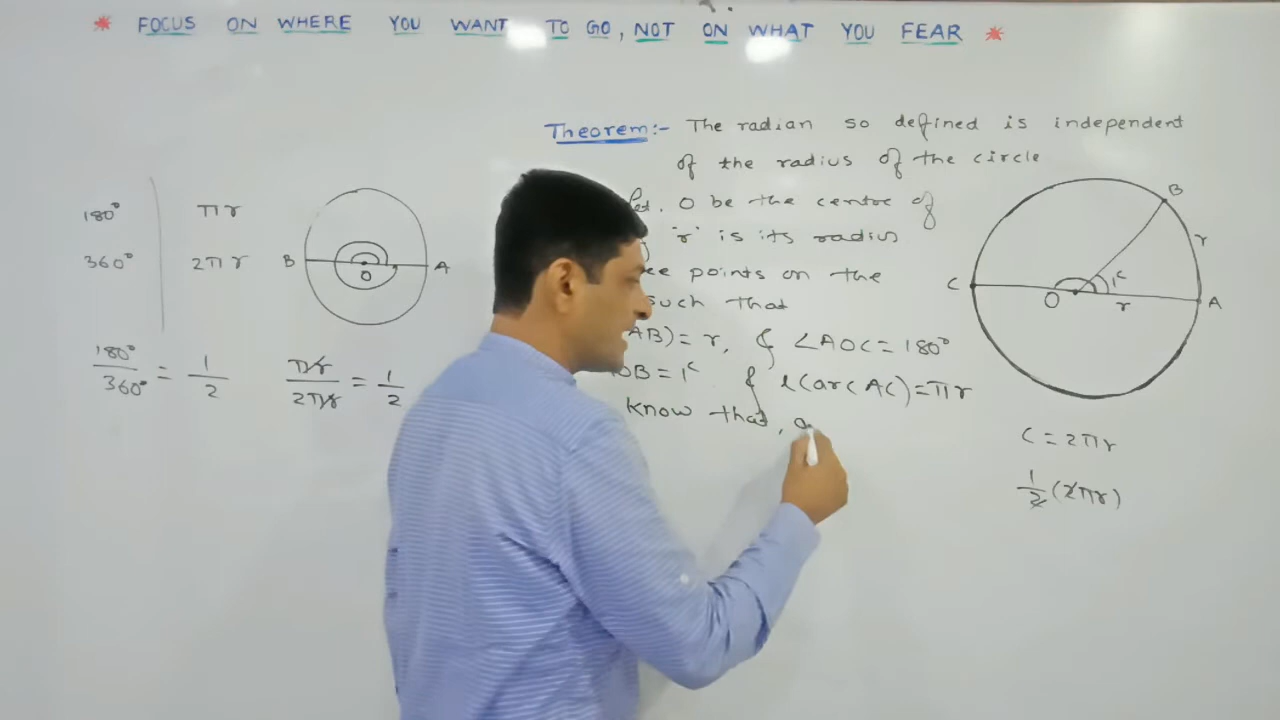 * FOCUS ON WHERE YOU WANT TO GO, NOT ON WHAT YOU FEAR *
Theorem:- The radian so defined is independent
of the radius of the circle
Let, O be the centre of
'r' is its radius
points on the
such that
AB) = r, & ∠AOC = 180°
OB = 1ᶜ & l(arc AC) = πr
know that,
180° πr
360° 2πr
180°/360° = 1/2 πr/2πr = 1/2
B O A
B
r
C O 1ᶜ r A
C = 2πr
1/2 (2πr)